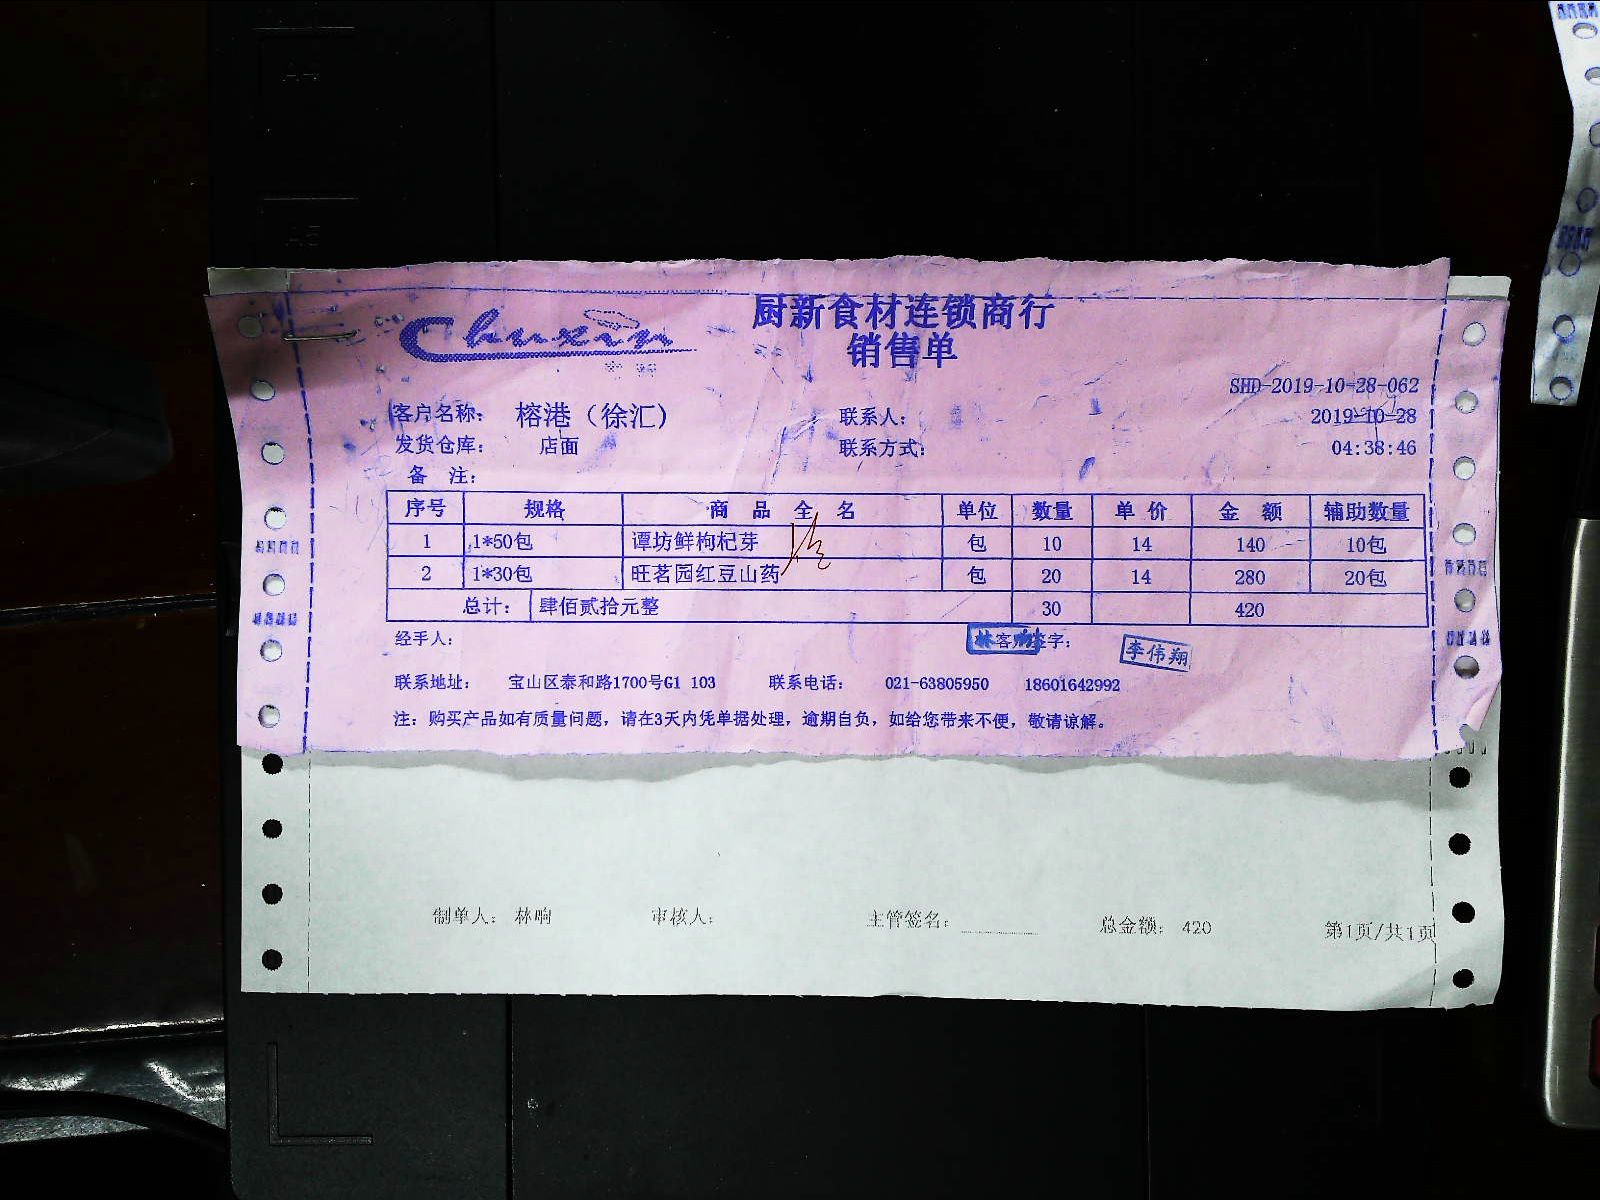 A4
A5
Chuxin
厨新食材连锁商行
销售单
SHD-2019-10-28-062
客户名称： 榕港（徐汇） 联系人： 2019-10-28
发货仓库： 店面 联系方式： 04:38:46
备 注：
序号 规格 商 品 全 名 单位 数量 单 价 金 额 辅助数量
1 1*50包 谭坊鲜枸杞芽 包 10 14 140 10包
2 1*30包 旺茗园红豆山药 包 20 14 280 20包
总计： 肆佰贰拾元整 30 420
经手人： 客户签字： 李伟翔
联系地址： 宝山区泰和路1700号G1 103 联系电话： 021-63805950 18601642992
注：购买产品如有质量问题，请在3天内凭单据处理，逾期自负，如给您带来不便，敬请谅解。
制单人： 林响 审核人： 主管签名： 总金额： 420 第1页/共1页